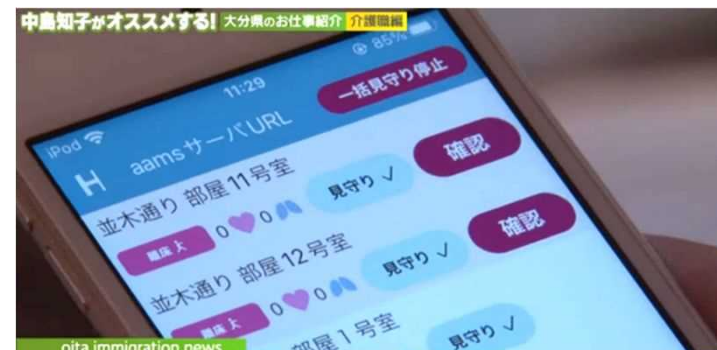 中島知子がオススメする! 大分県のお仕事紹介 介護職編
iPod 11:29 85%
H aamsサーバURL 一括見守り停止
並木通り 部屋11号室
離床 0 0 見守り ✓ 確認
並木通り 部屋12号室
離床 0 0 見守り ✓ 確認
部屋1号室
見守り ✓
oita immigration news